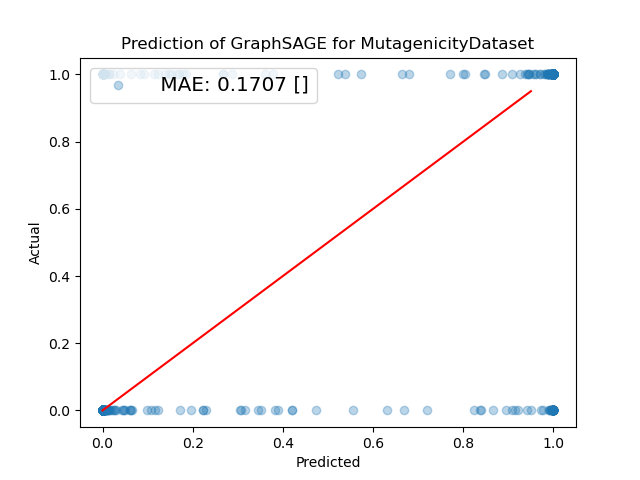 Prediction of GraphSAGE for MutagenicityDataset
MAE: 0.1707 []
1.0
0.8
0.6
0.4
0.2
0.0
Actual
0.0 0.2 0.4 0.6 0.8 1.0
Predicted